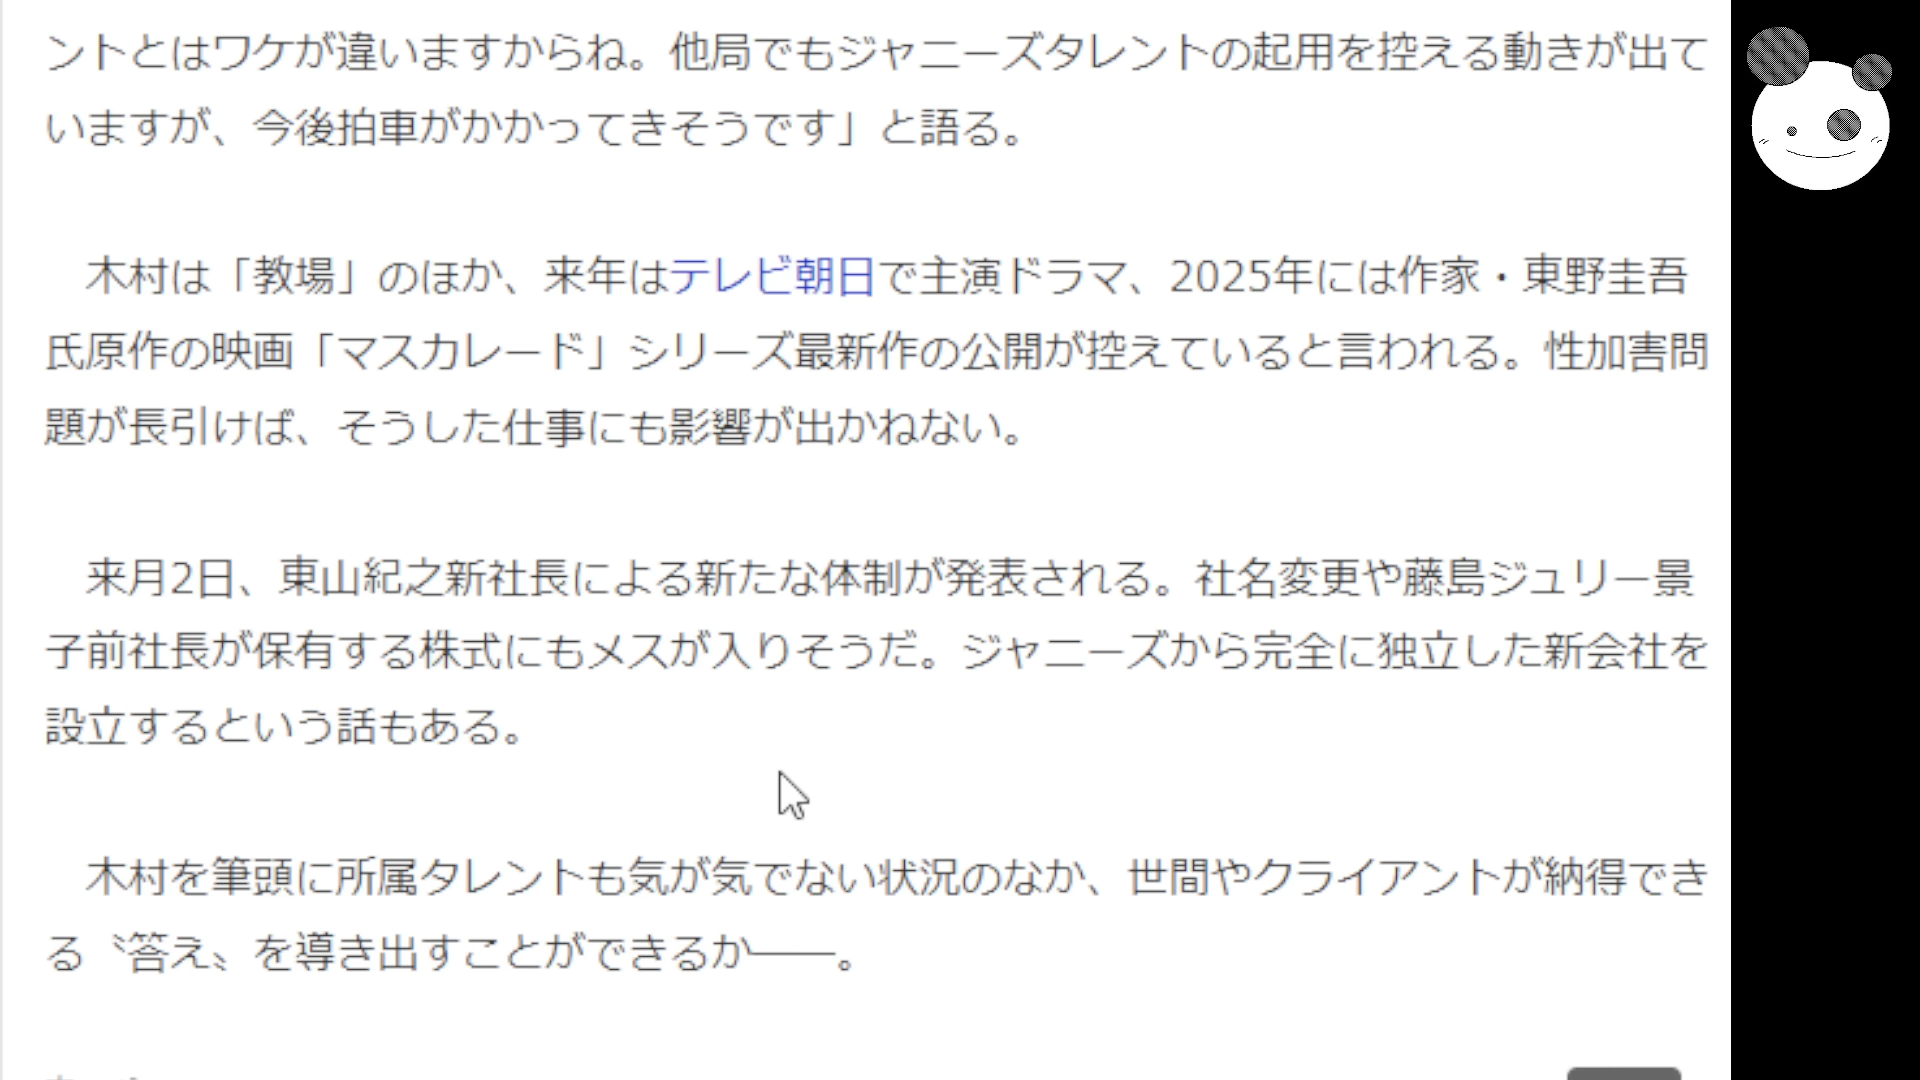 ントとはワケが違いますからね。他局でもジャニーズタレントの起用を控える動きが出て
いますが、今後拍車がかかってきそうです」と語る。
木村は「教場」のほか、来年はテレビ朝日で主演ドラマ、2025年には作家・東野圭吾
氏原作の映画「マスカレード」シリーズ最新作の公開が控えていると言われる。性加害問
題が長引けば、そうした仕事にも影響が出かねない。
来月2日、東山紀之新社長による新たな体制が発表される。社名変更や藤島ジュリー景
子前社長が保有する株式にもメスが入りそうだ。ジャニーズから完全に独立した新会社を
設立するという話もある。
木村を筆頭に所属タレントも気が気でない状況のなか、世間やクライアントが納得でき
る〝答え〟を導き出すことができるか――。